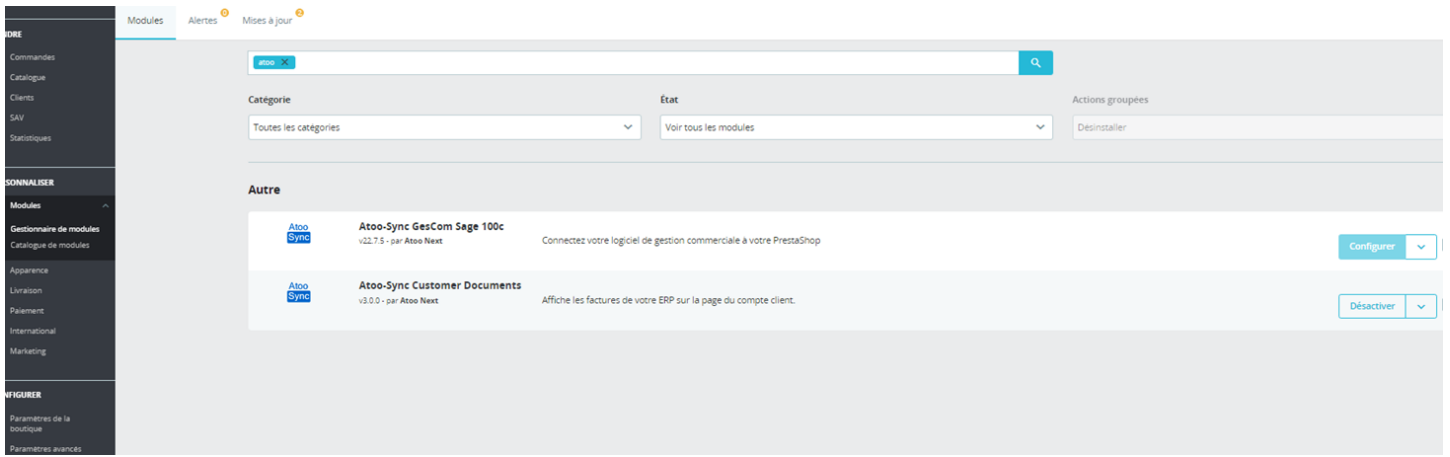 Modules
Alertes 0
Mises à jour 2
NDRE
Commandes
Catalogue
Clients
SAV
Statistiques
RSONNALISER
Modules
Gestionnaire de modules
Catalogue de modules
Apparence
Livraison
Paiement
International
Marketing
NFIGURER
Paramètres de la
boutique
Paramètres avancés
atoo
Catégorie
État
Actions groupées
Toutes les catégories
Voir tous les modules
Désinstaller
Autre
Atoo
Sync
Atoo-Sync GesCom Sage 100c
v22.7.5 - par Atoo Next
Connectez votre logiciel de gestion commerciale à votre PrestaShop
Configurer
Atoo
Sync
Atoo-Sync Customer Documents
v3.0.0 - par Atoo Next
Affiche les factures de votre ERP sur la page du compte client.
Désactiver